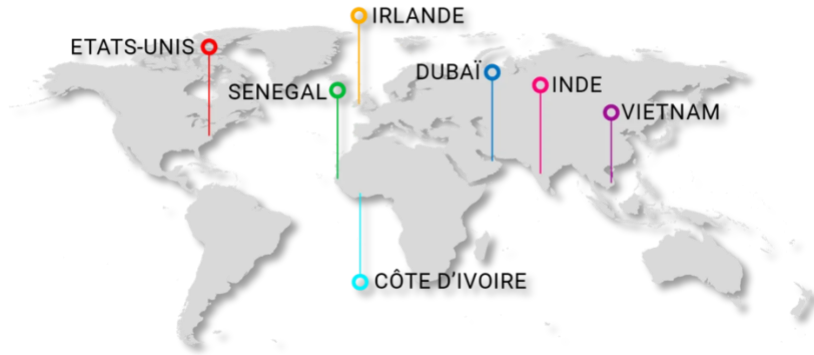 IRLANDE
ETATS-UNIS
DUBAÏ
INDE
SENEGAL
VIETNAM
CÔTE D'IVOIRE